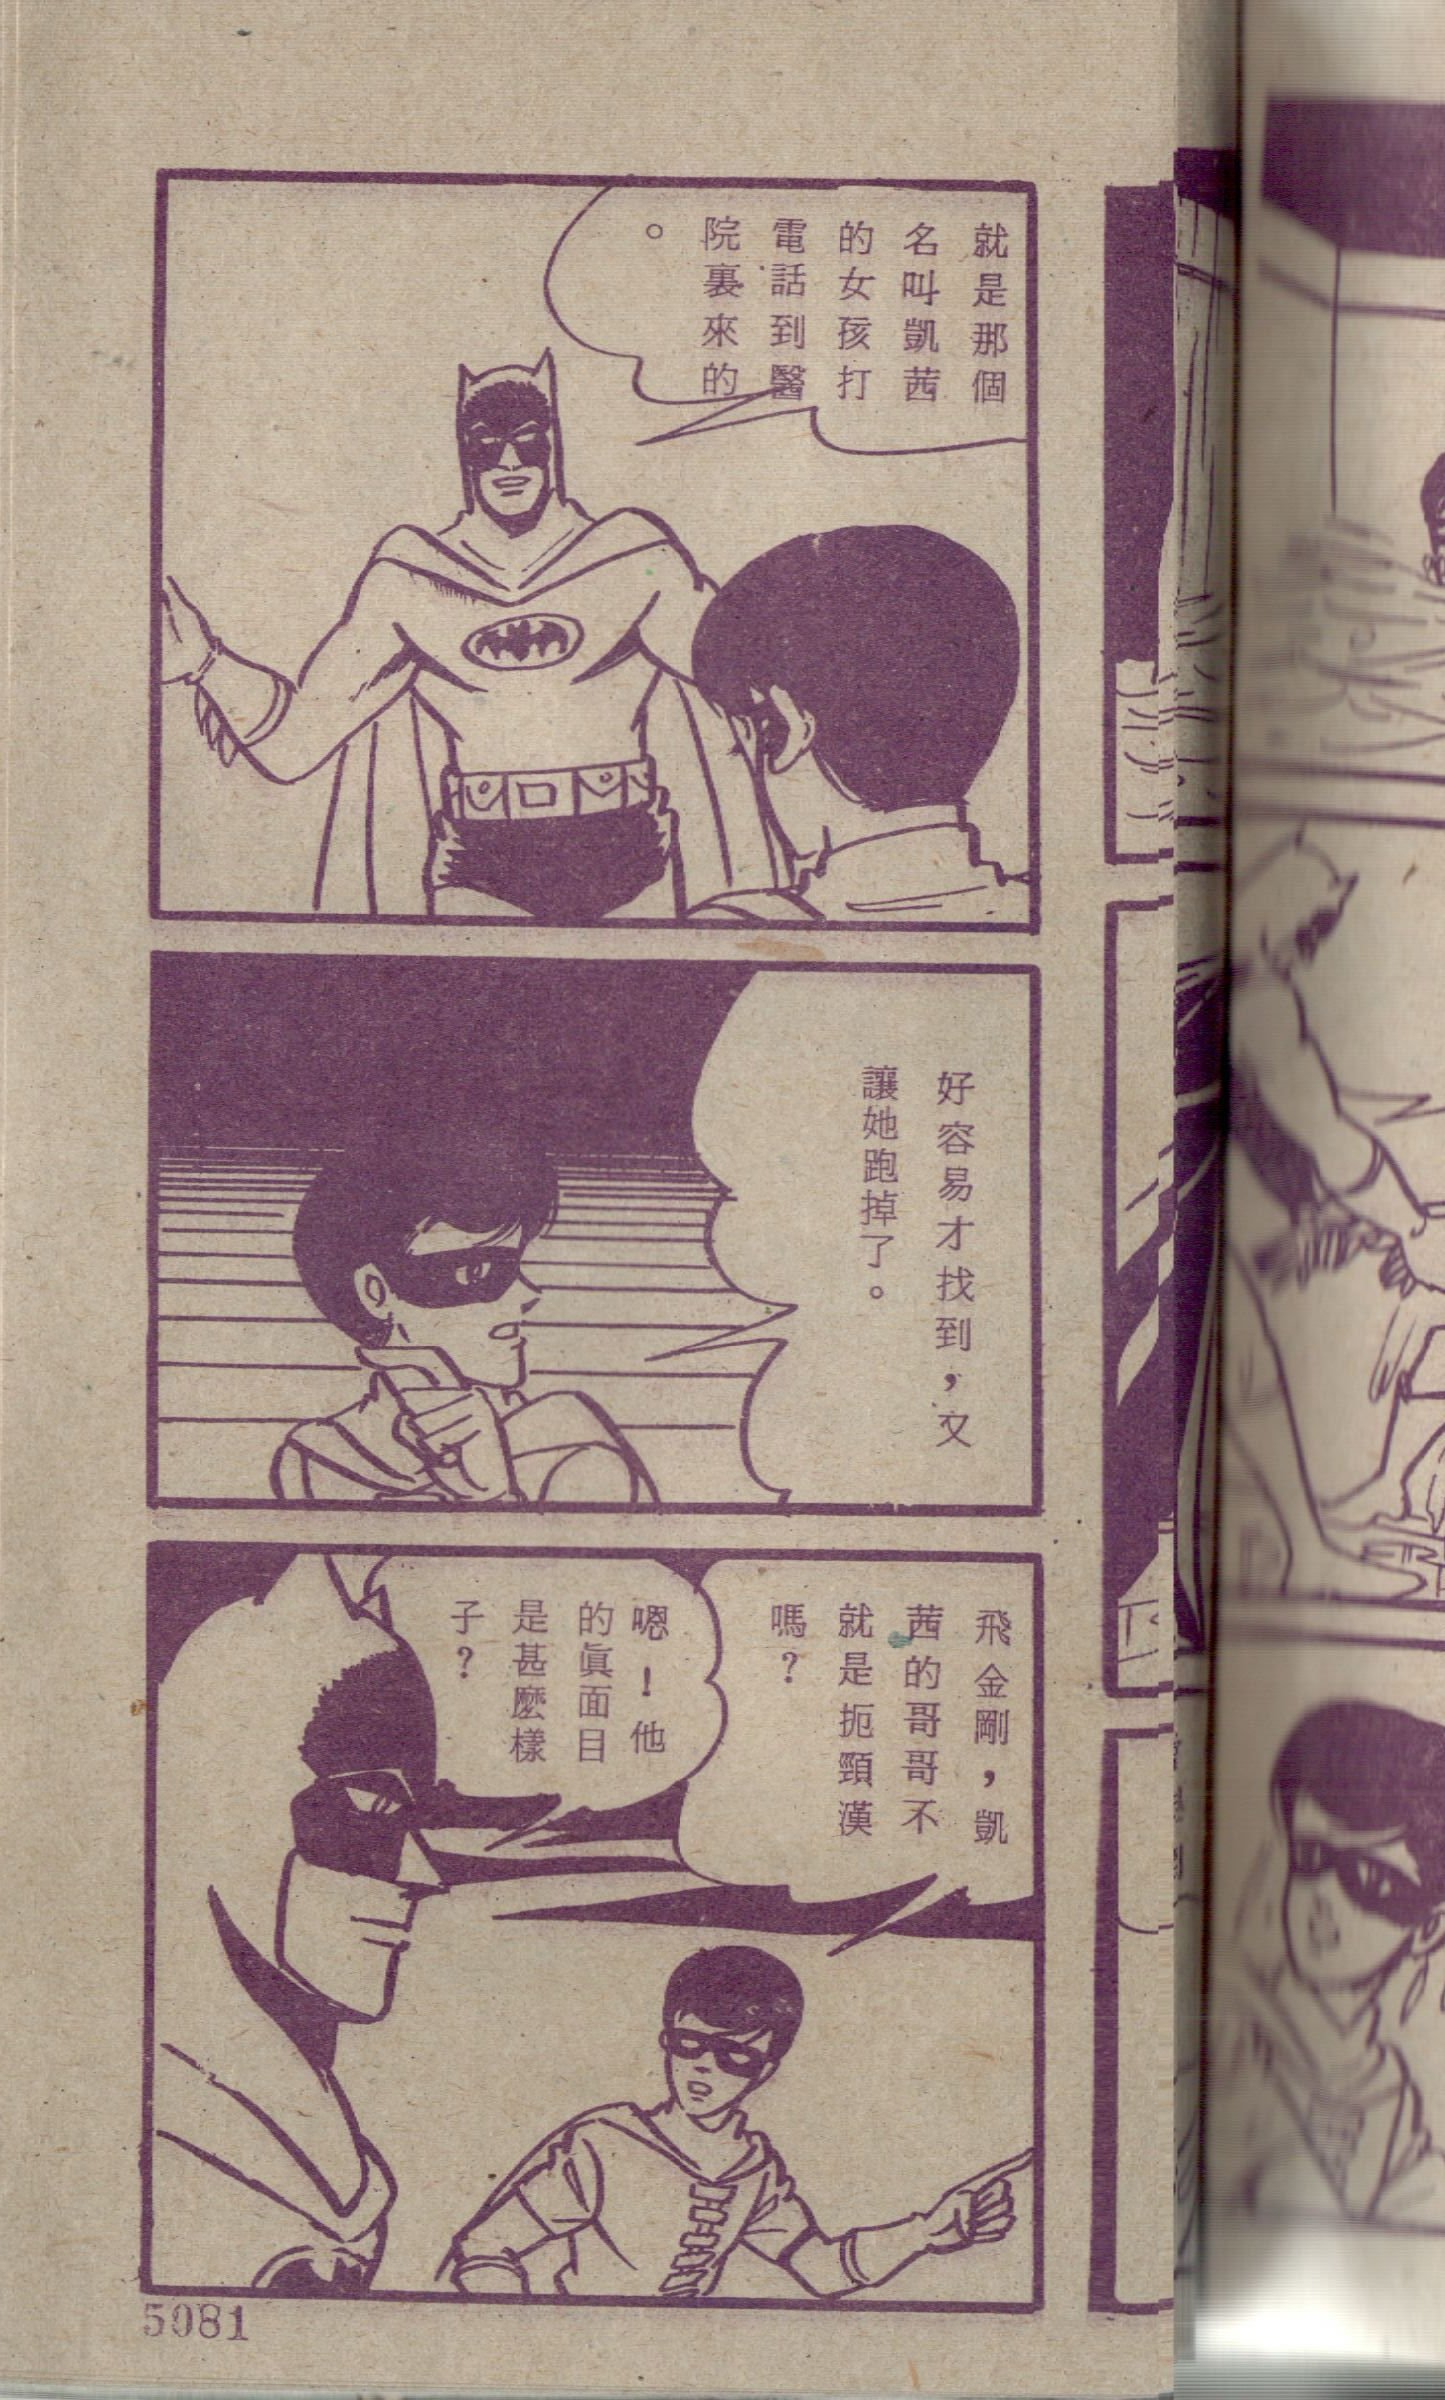 就是那個
名叫凱茜
的女孩打
電話到醫
院裏來的
。
好容易才找到，又
讓她跑掉了。
飛金剛，凱
茜的哥哥不
就是扼頸漢
嗎？
嗯！他
的眞面目
是甚麼樣
子？
5081